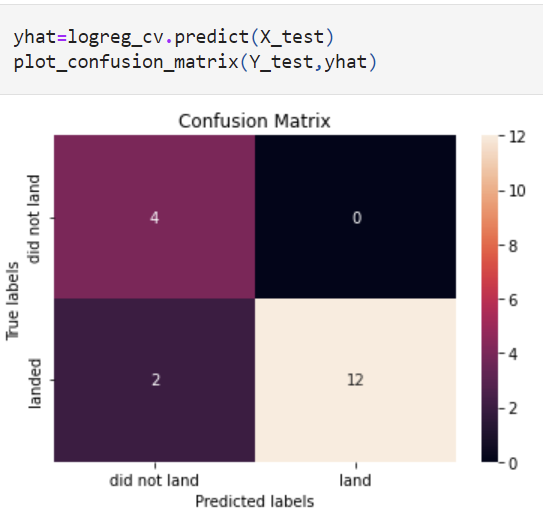 yhat=logreg_cv.predict(X_test)
plot_confusion_matrix(Y_test,yhat)
Confusion Matrix
True labels
did not land
landed
4
0
2
12
did not land
land
Predicted labels
12
10
8
6
4
2
0